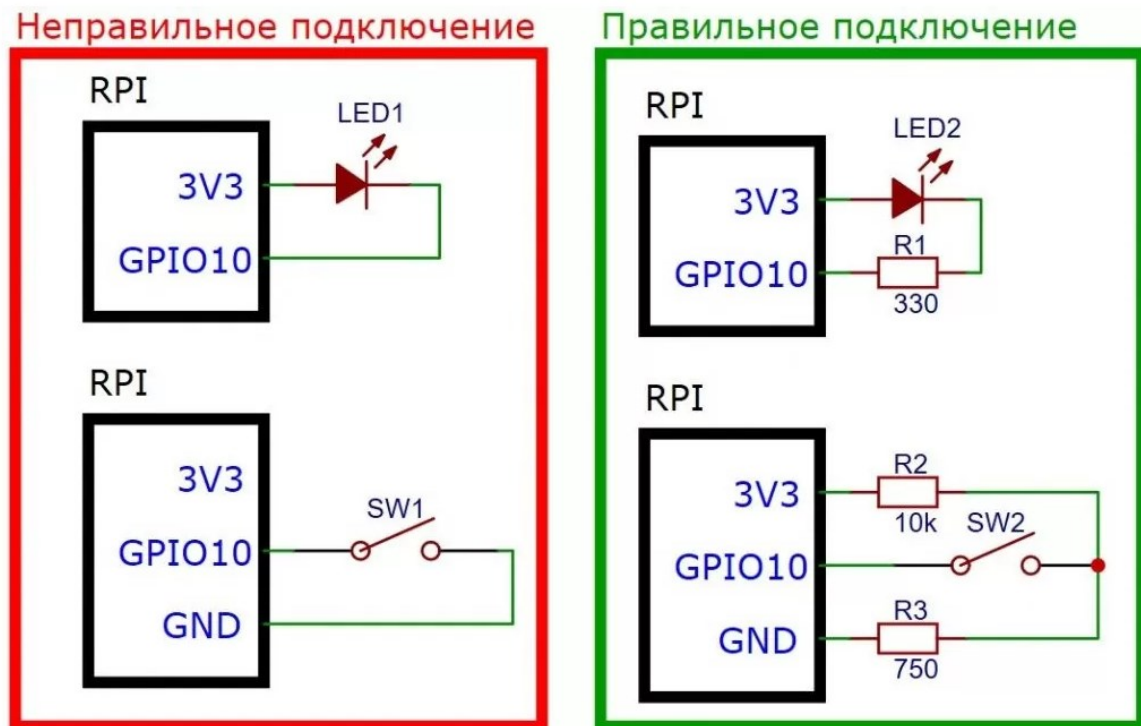 Неправильное подключение
RPI
LED1
3V3
GPIO10
RPI
3V3
SW1
GPIO10
GND
Правильное подключение
RPI
LED2
3V3
R1
GPIO10
330
RPI
R2
3V3
10k
SW2
GPIO10
R3
GND
750